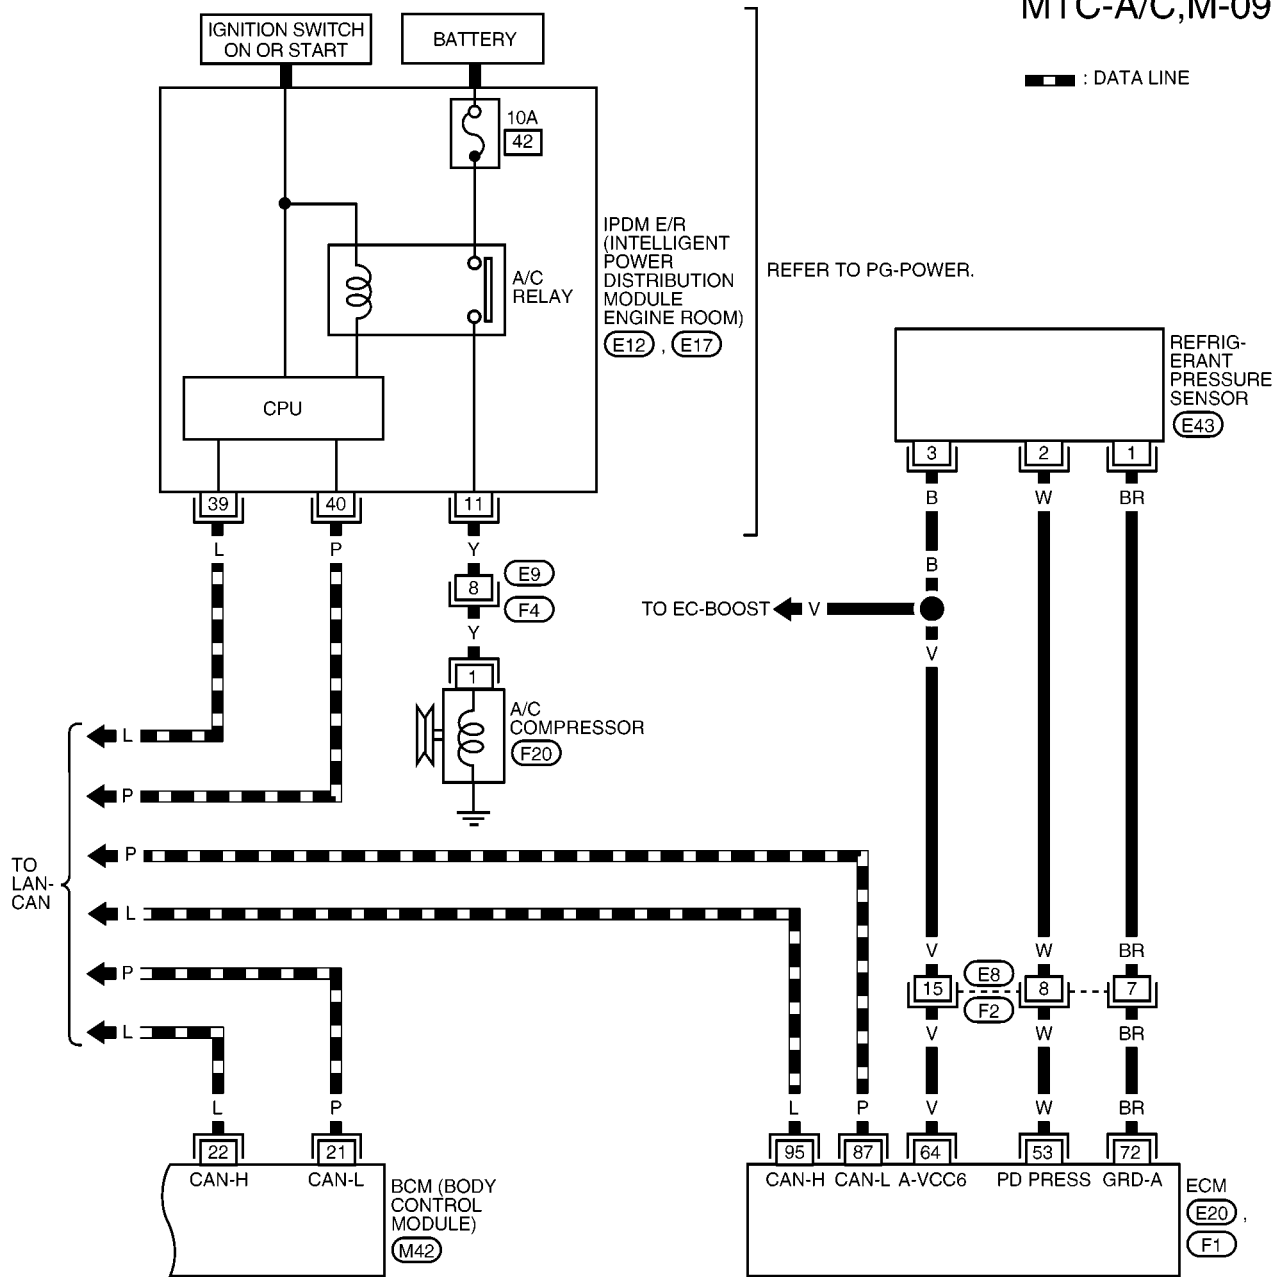 MTC-A/C,M-09
: DATA LINE
IGNITION SWITCH
ON OR START
BATTERY
10A
42
IPDM E/R
(INTELLIGENT
POWER
DISTRIBUTION
MODULE
ENGINE ROOM)
E12 , E17
REFER TO PG-POWER.
A/C
RELAY
CPU
REFRIG-
ERANT
PRESSURE
SENSOR
E43
3 2 1
B W BR
39 40 11
L P Y
B
8
E9
F4
TO EC-BOOST V
Y
V
1
A/C
COMPRESSOR
F20
L
P
P
TO
LAN-
CAN
L
P
L
V W BR
15 8 7
E8
F2
V W BR
L P L P V W BR
22 21 95 87 64 53 72
CAN-H CAN-L CAN-H CAN-L A-VCC6 PD PRESS GRD-A
BCM (BODY
CONTROL
MODULE)
M42
ECM
E20 ,
F1